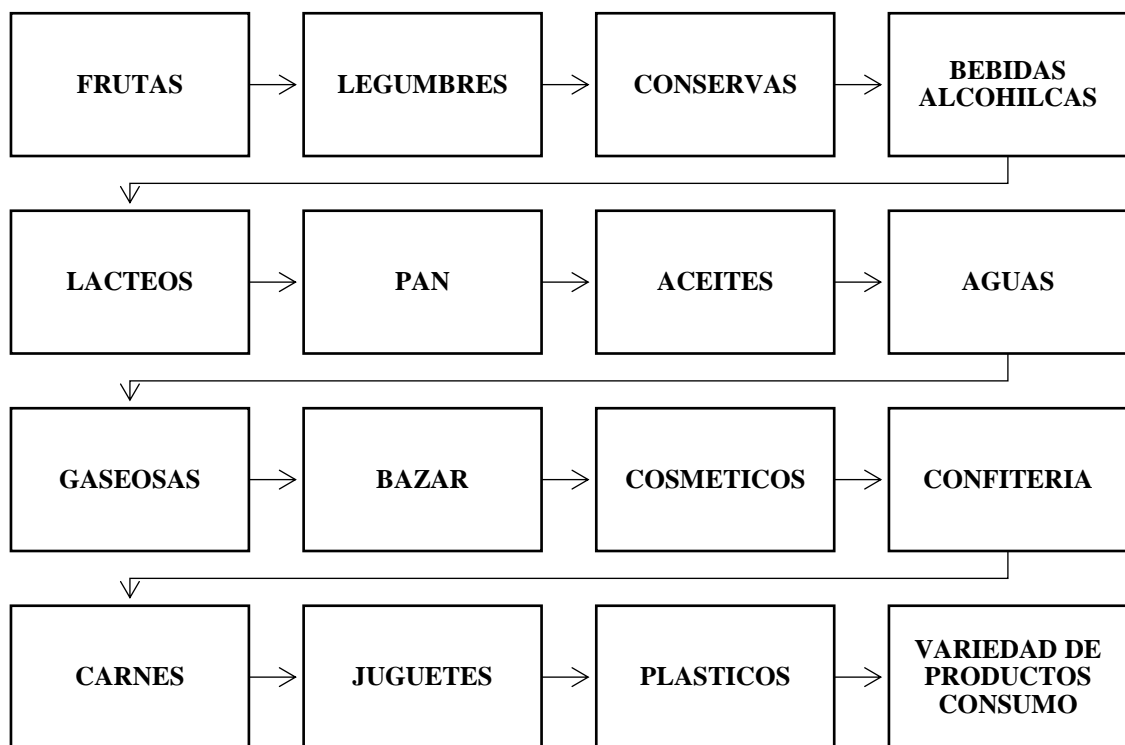 FRUTAS
LEGUMBRES
CONSERVAS
BEBIDAS
ALCOHILCAS
LACTEOS
PAN
ACEITES
AGUAS
GASEOSAS
BAZAR
COSMETICOS
CONFITERIA
CARNES
JUGUETES
PLASTICOS
VARIEDAD DE
PRODUCTOS
CONSUMO